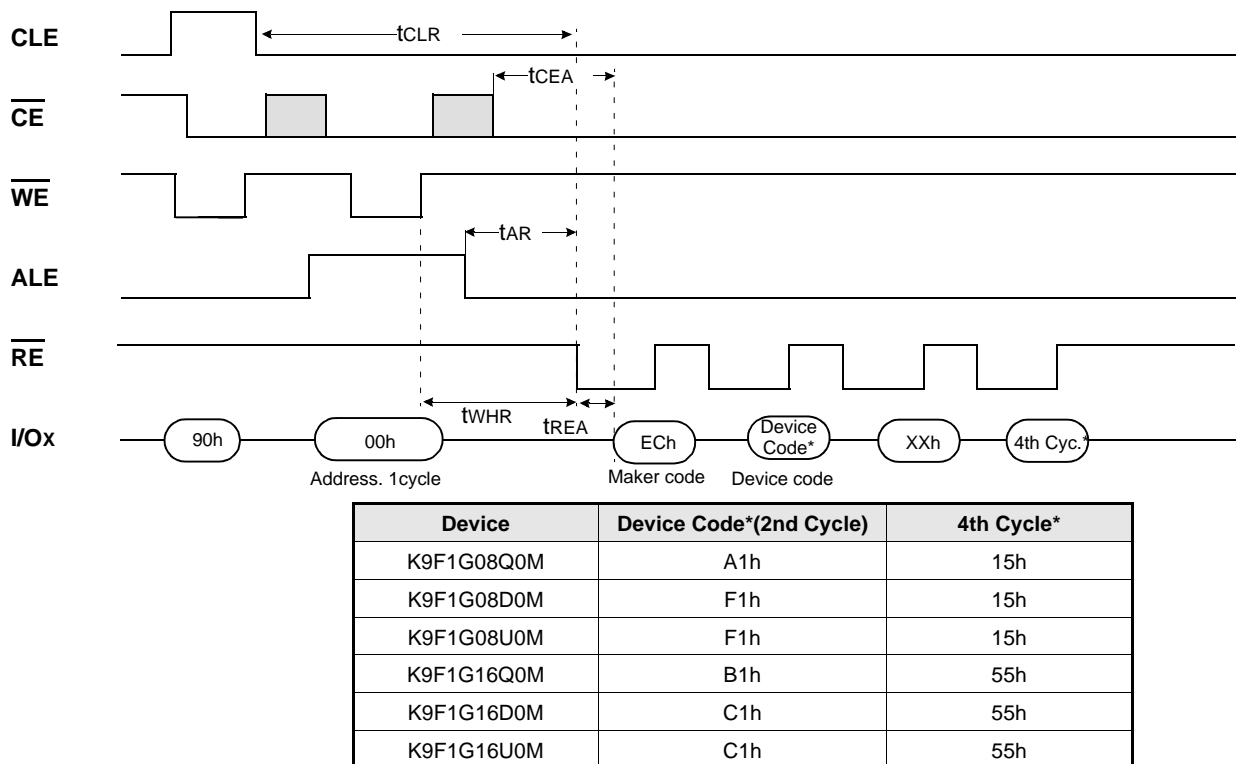 CLE
tCLR
tCEA
CE
WE
tAR
ALE
RE
tWHR
tREA
I/Ox
90h
00h
ECh
Device
Code*
XXh
4th Cyc.*
Address. 1cycle
Maker code
Device code
Device Device Code*(2nd Cycle) 4th Cycle*
K9F1G08Q0M A1h 15h
K9F1G08D0M F1h 15h
K9F1G08U0M F1h 15h
K9F1G16Q0M B1h 55h
K9F1G16D0M C1h 55h
K9F1G16U0M C1h 55h